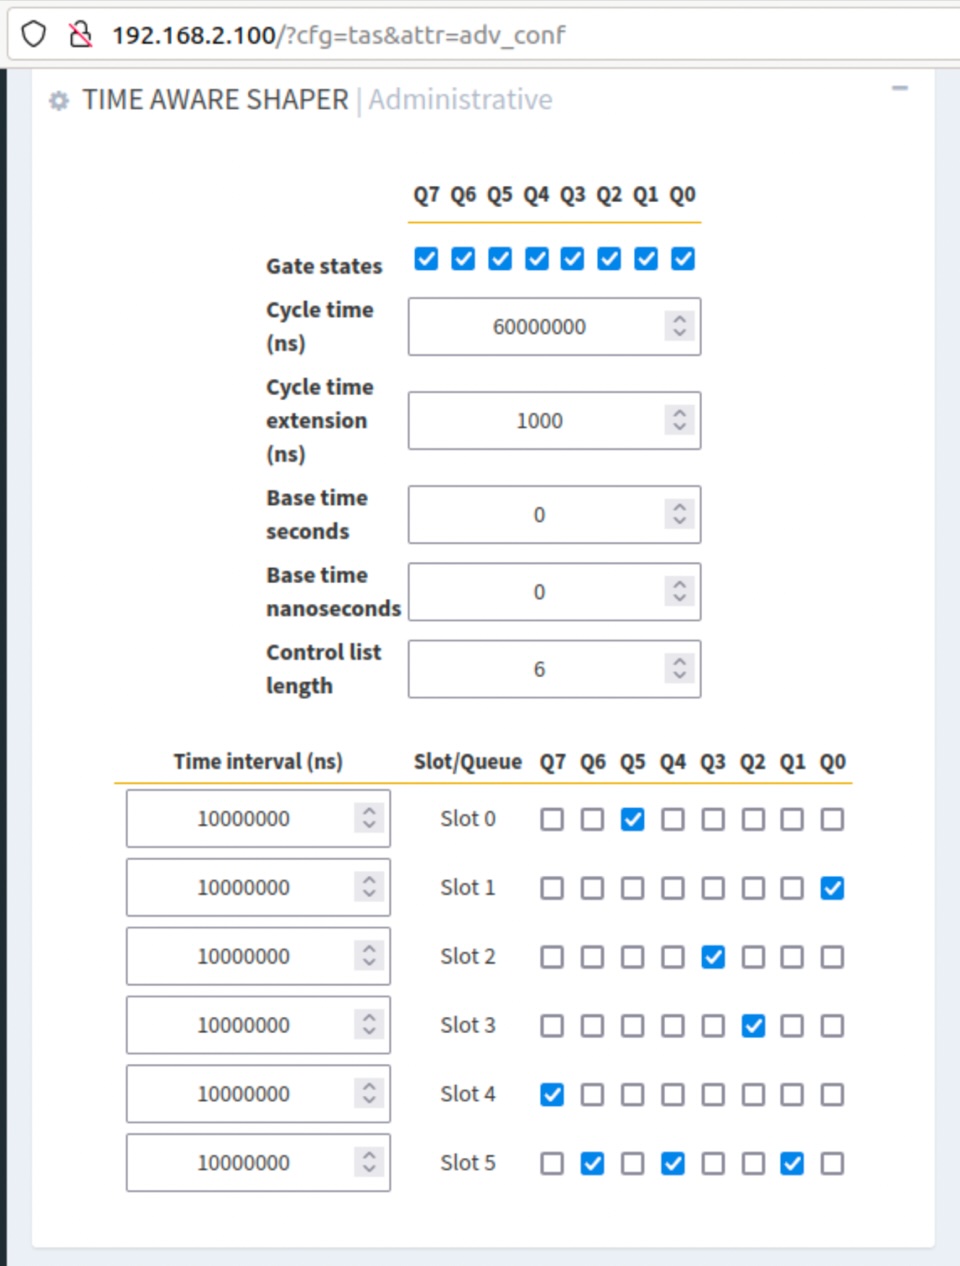 192.168.2.100/?cfg=tas&attr=adv_conf
TIME AWARE SHAPER | Administrative
Q7 Q6 Q5 Q4 Q3 Q2 Q1 Q0
Gate states
Cycle time
(ns)
60000000
Cycle time
extension
(ns)
1000
Base time
seconds
0
Base time
nanoseconds
0
Control list
length
6
Time interval (ns) Slot/Queue Q7 Q6 Q5 Q4 Q3 Q2 Q1 Q0
10000000 Slot 0
10000000 Slot 1
10000000 Slot 2
10000000 Slot 3
10000000 Slot 4
10000000 Slot 5